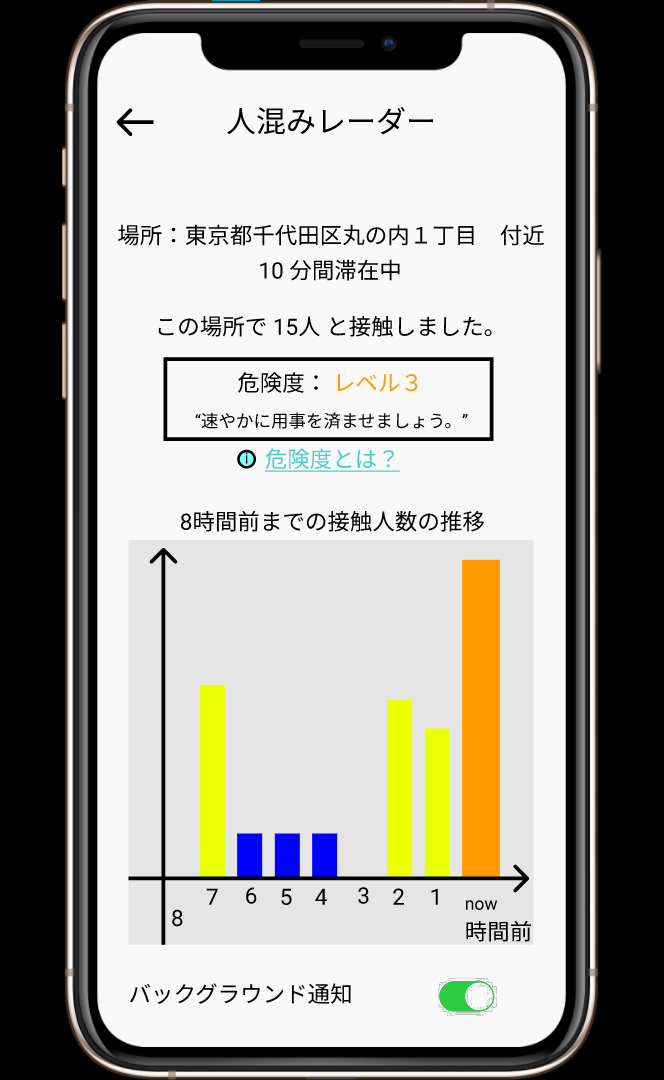 人混みレーダー
場所：東京都千代田区丸の内１丁目　付近
10 分間滞在中
この場所で 15人 と接触しました。
危険度： レベル３
“速やかに用事を済ませましょう。”
ⓘ 危険度とは？
8時間前までの接触人数の推移
8 7 6 5 4 3 2 1 now
時間前
バックグラウンド通知